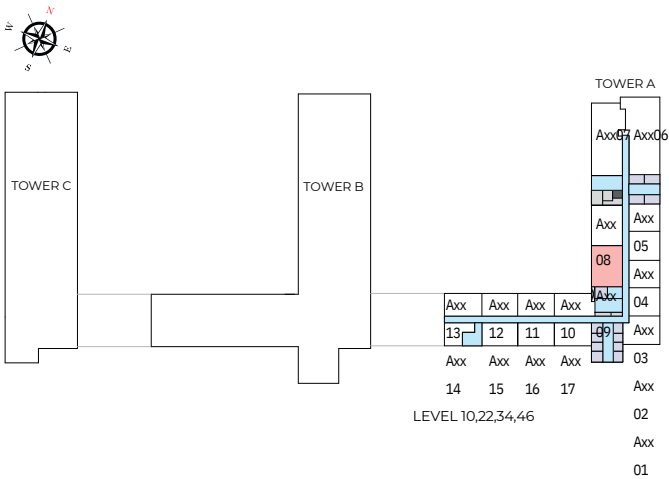 N
W
E
S
TOWER A
Axx07 Axx06
TOWER C
TOWER B
Axx
Axx
05
08
Axx
Axx
04
Axx
Axx
Axx
Axx
Axx
13
12
11
10
09
03
Axx
Axx
Axx
Axx
14
15
16
17
Axx
02
LEVEL 10,22,34,46
Axx
01